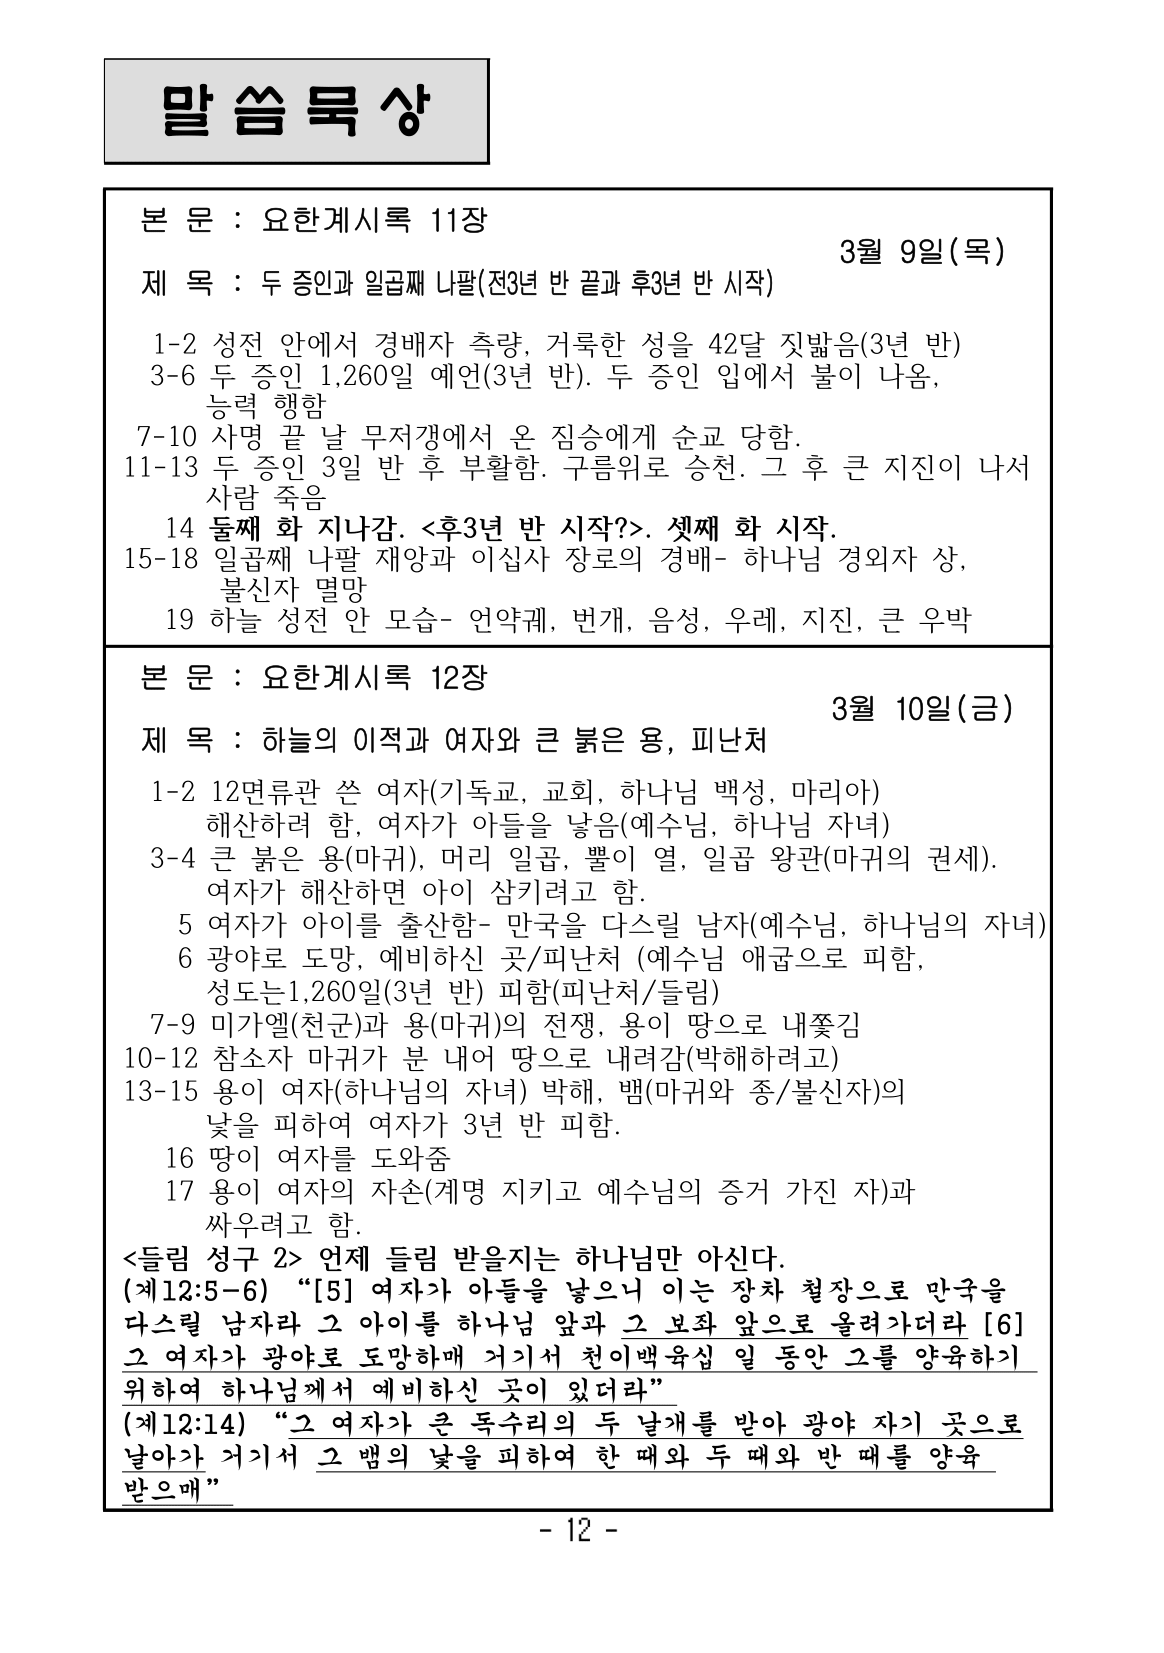 말씀묵상
본 문 : 요한계시록 11장
3월 9일(목)
제 목 : 두 증인과 일곱째 나팔(전3년 반 끝과 후3년 반 시작)
1-2 성전 안에서 경배자 측량, 거룩한 성을 42달 짓밟음(3년 반)
3-6 두 증인 1,260일 예언(3년 반). 두 증인 입에서 불이 나옴,
능력 행함
7-10 사명 끝 날 무저갱에서 온 짐승에게 순교 당함.
11-13 두 증인 3일 반 후 부활함. 구름위로 승천. 그 후 큰 지진이 나서
사람 죽음
14 둘째 화 지나감. <후3년 반 시작?>. 셋째 화 시작.
15-18 일곱째 나팔 재앙과 이십사 장로의 경배- 하나님 경외자 상,
불신자 멸망
19 하늘 성전 안 모습- 언약궤, 번개, 음성, 우레, 지진, 큰 우박
본 문 : 요한계시록 12장
3월 10일(금)
제 목 : 하늘의 이적과 여자와 큰 붉은 용, 피난처
1-2 12면류관 쓴 여자(기독교, 교회, 하나님 백성, 마리아)
해산하려 함, 여자가 아들을 낳음(예수님, 하나님 자녀)
3-4 큰 붉은 용(마귀), 머리 일곱, 뿔이 열, 일곱 왕관(마귀의 권세).
여자가 해산하면 아이 삼키려고 함.
5 여자가 아이를 출산함- 만국을 다스릴 남자(예수님, 하나님의 자녀)
6 광야로 도망, 예비하신 곳/피난처 (예수님 애굽으로 피함,
성도는1,260일(3년 반) 피함(피난처/들림)
7-9 미가엘(천군)과 용(마귀)의 전쟁, 용이 땅으로 내쫓김
10-12 참소자 마귀가 분 내어 땅으로 내려감(박해하려고)
13-15 용이 여자(하나님의 자녀) 박해, 뱀(마귀와 종/불신자)의
낯을 피하여 여자가 3년 반 피함.
16 땅이 여자를 도와줌
17 용이 여자의 자손(계명 지키고 예수님의 증거 가진 자)과
싸우려고 함.
<들림 성구 2> 언제 들림 받을지는 하나님만 아신다.
(계12:5-6) “[5] 여자가 아들을 낳으니 이는 장차 철장으로 만국을
다스릴 남자라 그 아이를 하나님 앞과 그 보좌 앞으로 올려가더라 [6]
그 여자가 광야로 도망하매 거기서 천이백육십 일 동안 그를 양육하기
위하여 하나님께서 예비하신 곳이 있더라”
(계12:14) “그 여자가 큰 독수리의 두 날개를 받아 광야 자기 곳으로
날아가 거기서 그 뱀의 낯을 피하여 한 때와 두 때와 반 때를 양육
받으매”
- 12 -